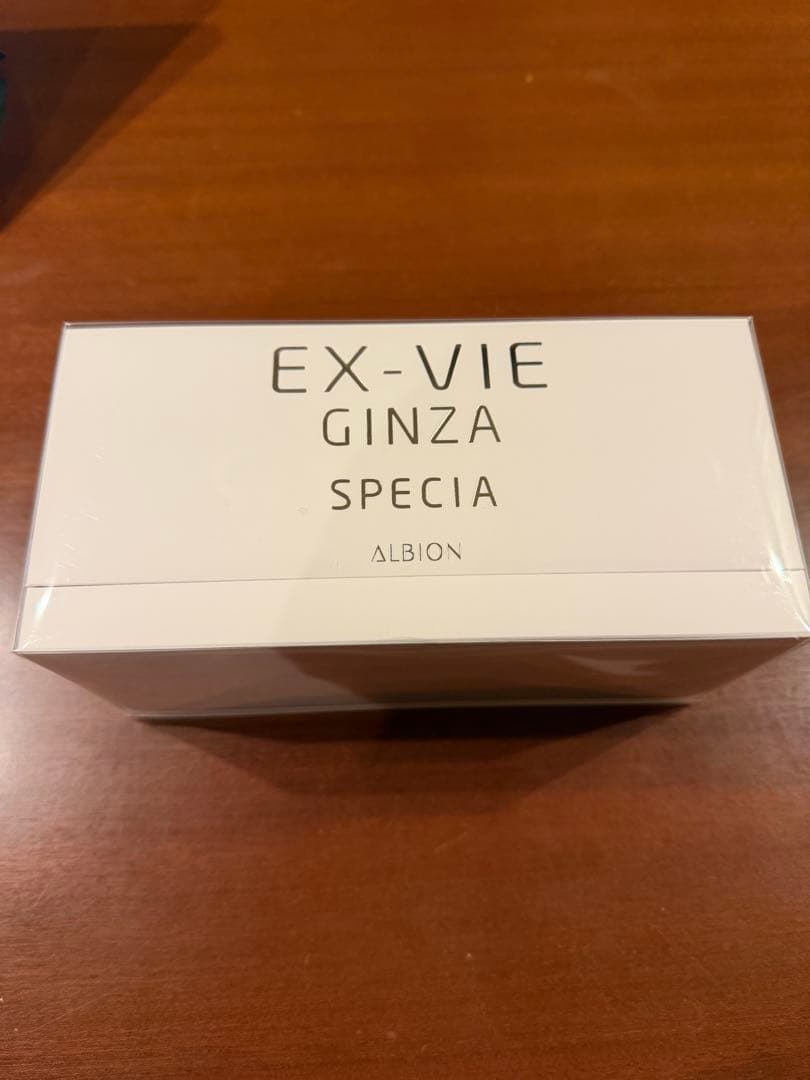 EX-VIE
GINZA
SPECIA
ALBION